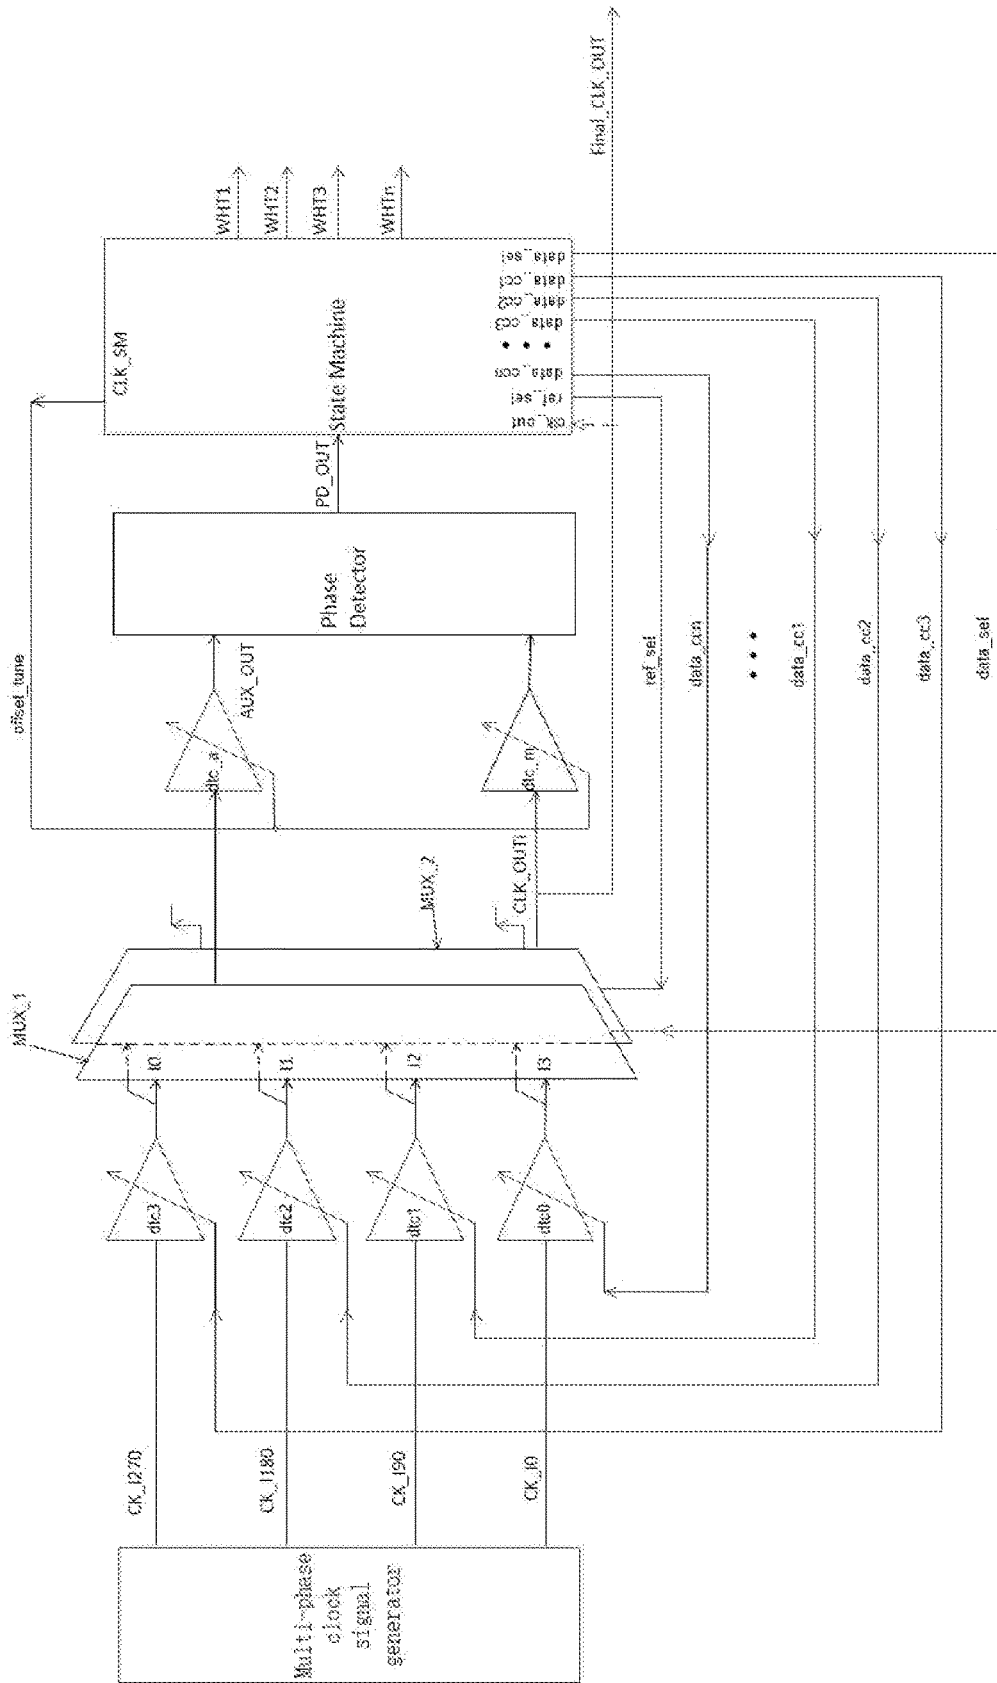 Multi-phase
clock
signal
generator
CK_I270
CK_I180
CK_I90
CK_I0
dtc3
dtc2
dtc1
dtc0
MUX_1
I0
I1
I2
I3
MUX_2
CLK_OUTi
dtc_a
dtc_m
AUX_OUT
offset_tune
Phase
Detector
PD_OUT
State Machine
CLK_SM
clk_out
ref_sel
data_ccn
• • •
data_cc3
data_cc2
data_cc1
data_sel
WHT1
WHT2
WHT3
WHTn
Final_CLK_OUT
ref_sel
data_ccn
• • •
data_cc1
data_cc2
data_cc3
data_sel